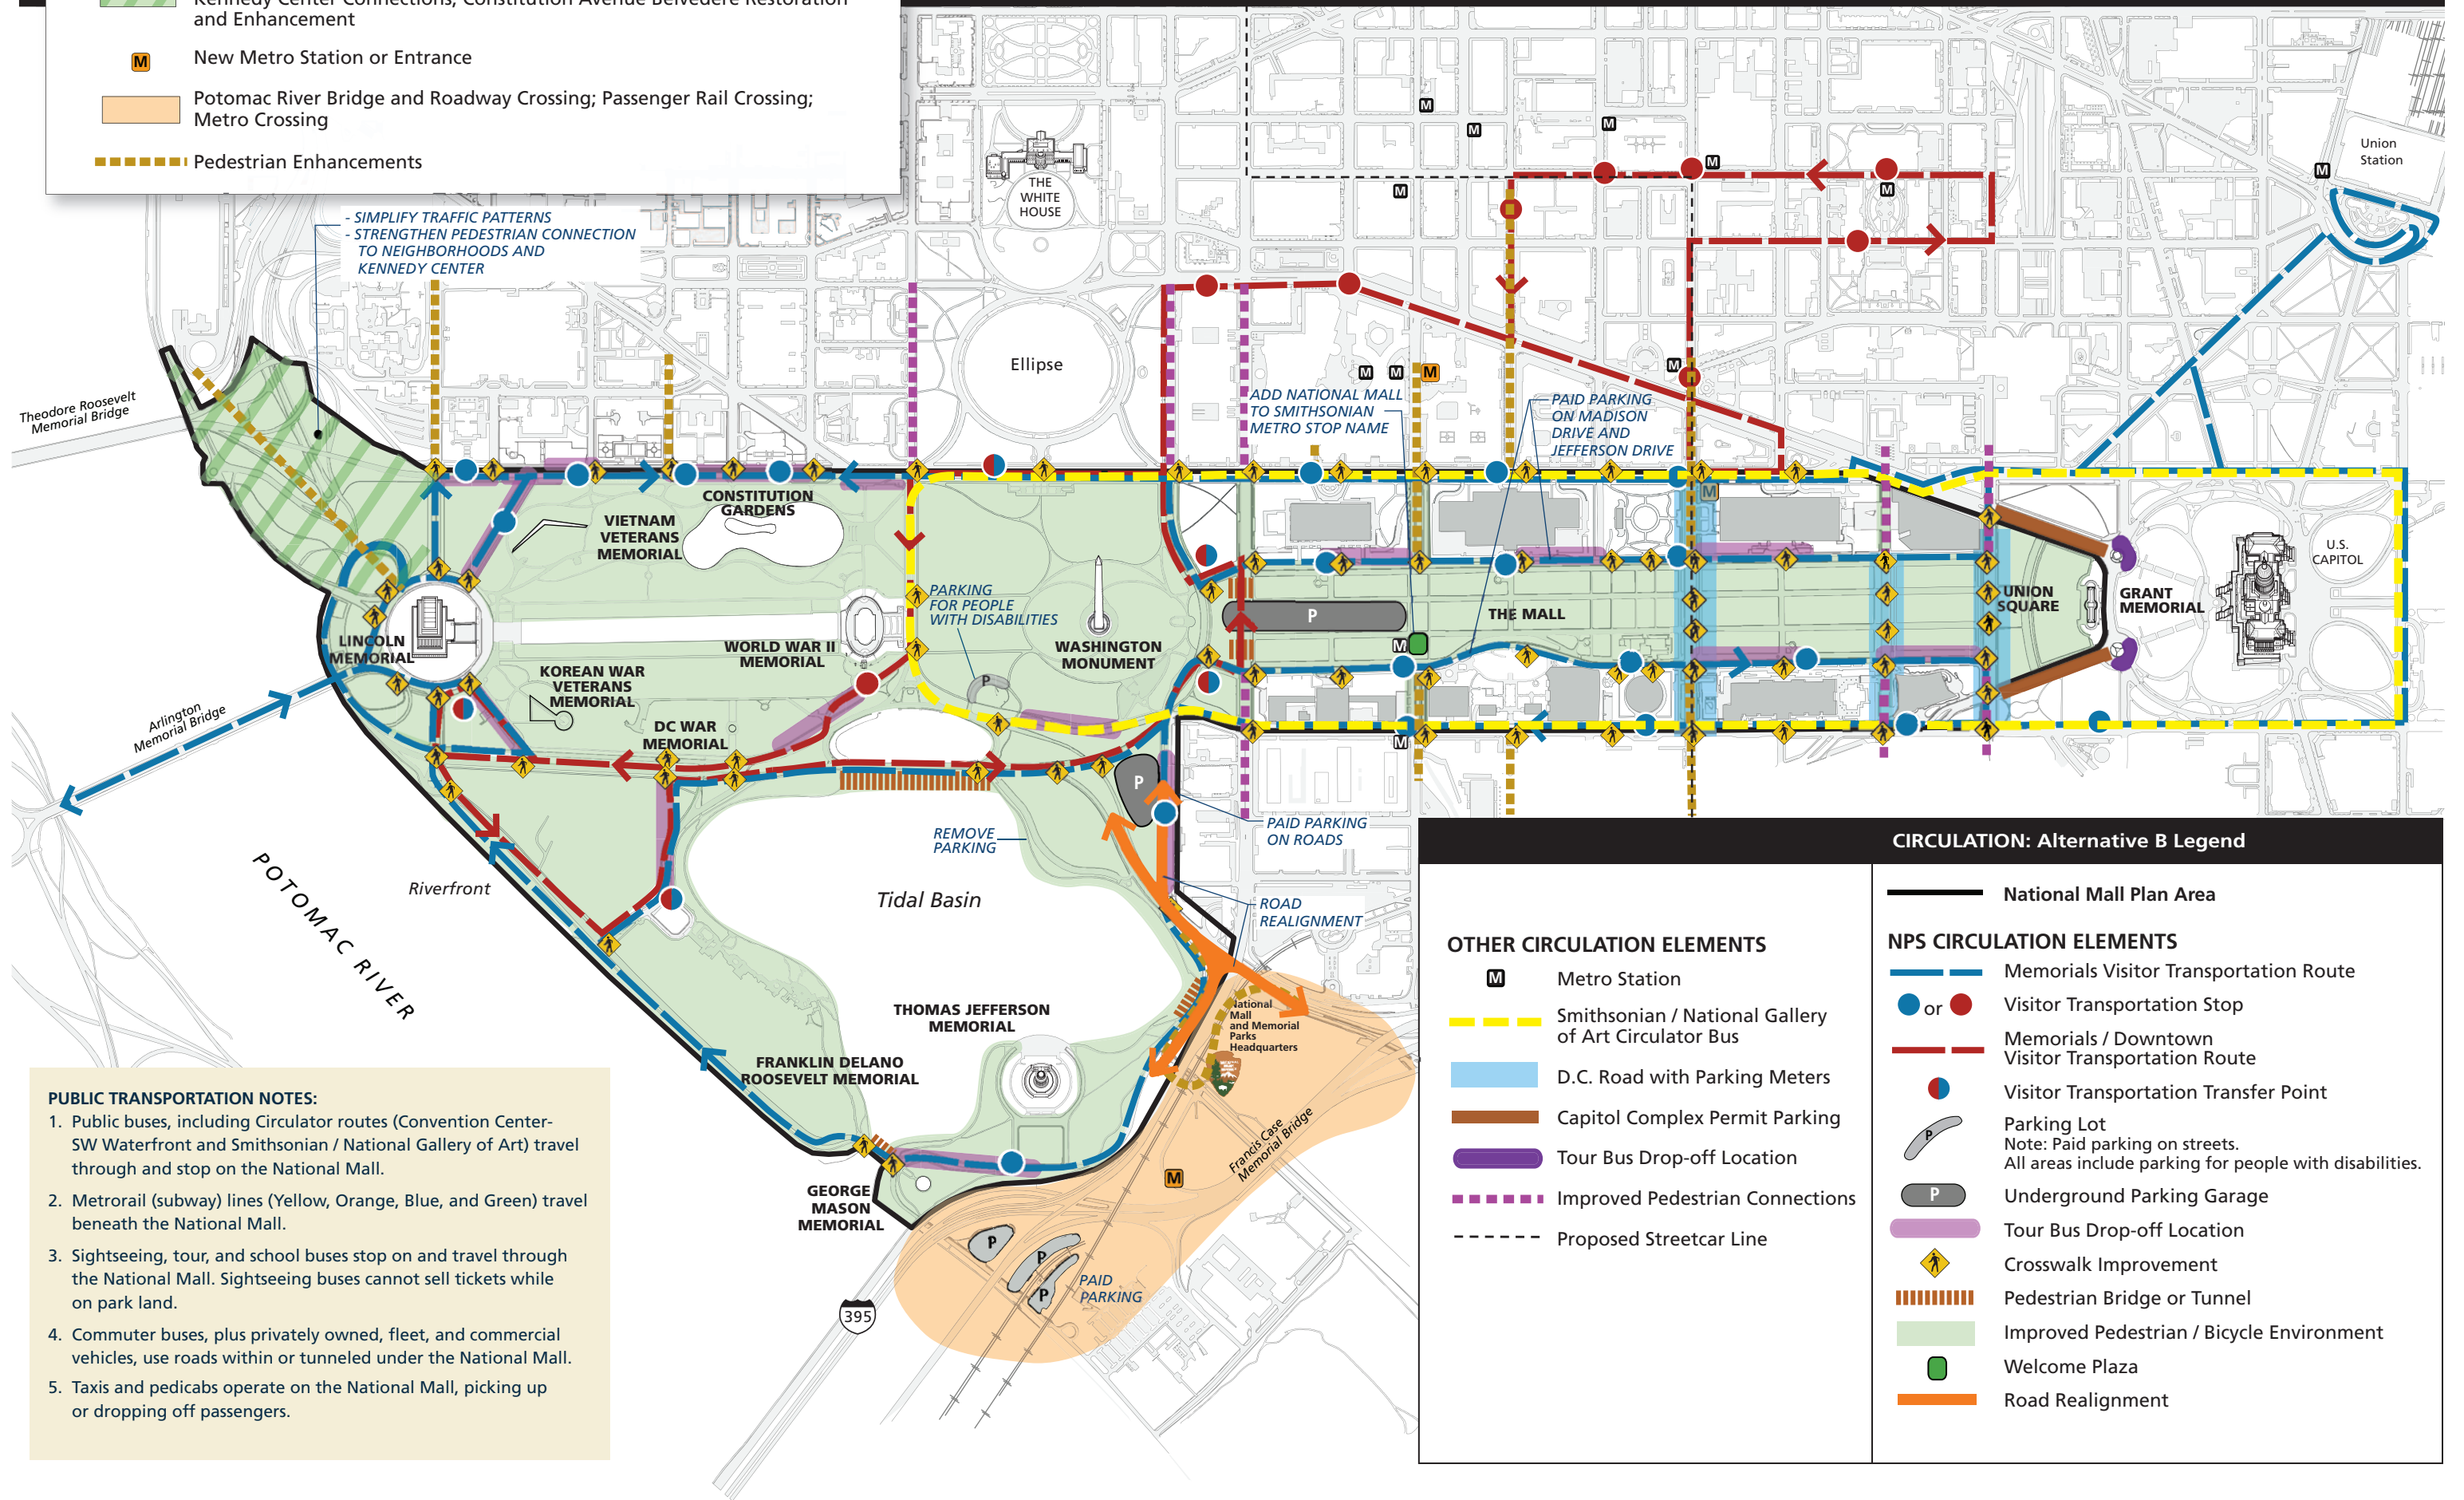 Kennedy Center Connections; Constitution Avenue Belvedere Restoration
and Enhancement
M
New Metro Station or Entrance
Potomac River Bridge and Roadway Crossing; Passenger Rail Crossing;
Metro Crossing
Pedestrian Enhancements
- SIMPLIFY TRAFFIC PATTERNS
- STRENGTHEN PEDESTRIAN CONNECTION
TO NEIGHBORHOODS AND
KENNEDY CENTER
THE
WHITE
HOUSE
M
M
M
M
M
M
M
Union
Station
Ellipse
Theodore Roosevelt
Memorial Bridge
M
M
M
M
ADD NATIONAL MALL
TO SMITHSONIAN
METRO STOP NAME
PAID PARKING
ON MADISON
DRIVE AND
JEFFERSON DRIVE
M
CONSTITUTION
GARDENS
VIETNAM
VETERANS
MEMORIAL
U.S.
CAPITOL
PARKING
FOR PEOPLE
WITH DISABILITIES
P
THE MALL
UNION
SQUARE
GRANT
MEMORIAL
LINCOLN
MEMORIAL
WORLD WAR II
MEMORIAL
WASHINGTON
MONUMENT
M
KOREAN WAR
VETERANS
MEMORIAL
P
Arlington
Memorial Bridge
DC WAR
MEMORIAL
M
P
REMOVE
PARKING
PAID PARKING
ON ROADS
POTOMAC RIVER
Riverfront
Tidal Basin
ROAD
REALIGNMENT
THOMAS JEFFERSON
MEMORIAL
National
Mall
and Memorial
Parks
Headquarters
FRANKLIN DELANO
ROOSEVELT MEMORIAL
Francis Case
Memorial Bridge
M
GEORGE
MASON
MEMORIAL
P
P
P
PAID
PARKING
395
PUBLIC TRANSPORTATION NOTES:
1. Public buses, including Circulator routes (Convention Center-
SW Waterfront and Smithsonian / National Gallery of Art) travel
through and stop on the National Mall.
2. Metrorail (subway) lines (Yellow, Orange, Blue, and Green) travel
beneath the National Mall.
3. Sightseeing, tour, and school buses stop on and travel through
the National Mall. Sightseeing buses cannot sell tickets while
on park land.
4. Commuter buses, plus privately owned, fleet, and commercial
vehicles, use roads within or tunneled under the National Mall.
5. Taxis and pedicabs operate on the National Mall, picking up
or dropping off passengers.
CIRCULATION: Alternative B Legend
OTHER CIRCULATION ELEMENTS
M
Metro Station
Smithsonian / National Gallery
of Art Circulator Bus
D.C. Road with Parking Meters
Capitol Complex Permit Parking
Tour Bus Drop-off Location
Improved Pedestrian Connections
Proposed Streetcar Line
National Mall Plan Area
NPS CIRCULATION ELEMENTS
Memorials Visitor Transportation Route
or
Visitor Transportation Stop
Memorials / Downtown
Visitor Transportation Route
Visitor Transportation Transfer Point
P
Parking Lot
Note: Paid parking on streets.
All areas include parking for people with disabilities.
P
Underground Parking Garage
Tour Bus Drop-off Location
Crosswalk Improvement
Pedestrian Bridge or Tunnel
Improved Pedestrian / Bicycle Environment
Welcome Plaza
Road Realignment